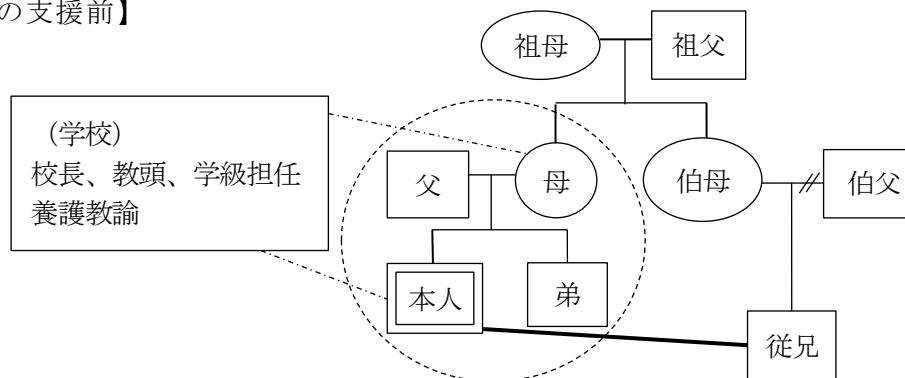 の支援前】
祖母
祖父
（学校）
校長、教頭、学級担任
養護教諭
父
母
伯母
伯父
本人
弟
従兄